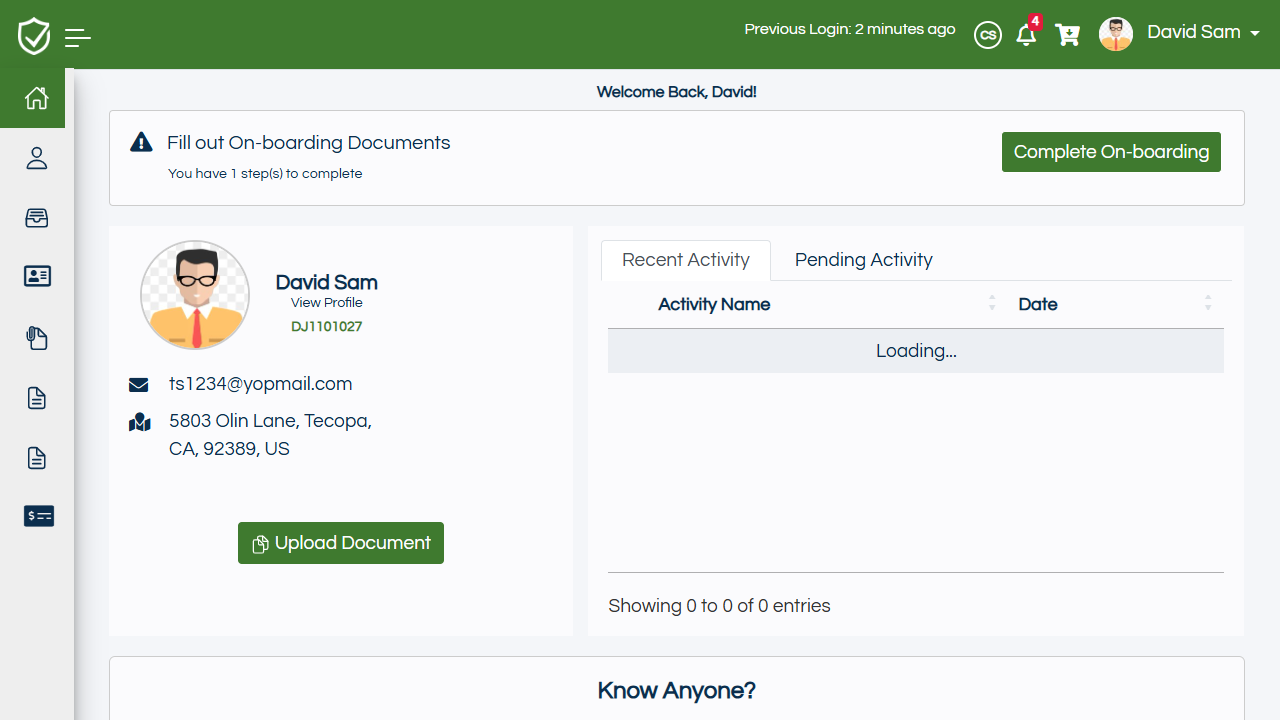 Previous Login: 2 minutes ago
CS
4
David Sam
Welcome Back, David!
Fill out On-boarding Documents
You have 1 step(s) to complete
Complete On-boarding
David Sam
View Profile
DJ1101027
ts1234@yopmail.com
5803 Olin Lane, Tecopa,
CA, 92389, US
Upload Document
Recent Activity
Pending Activity
Activity Name
Date
Loading...
Showing 0 to 0 of 0 entries
Know Anyone?